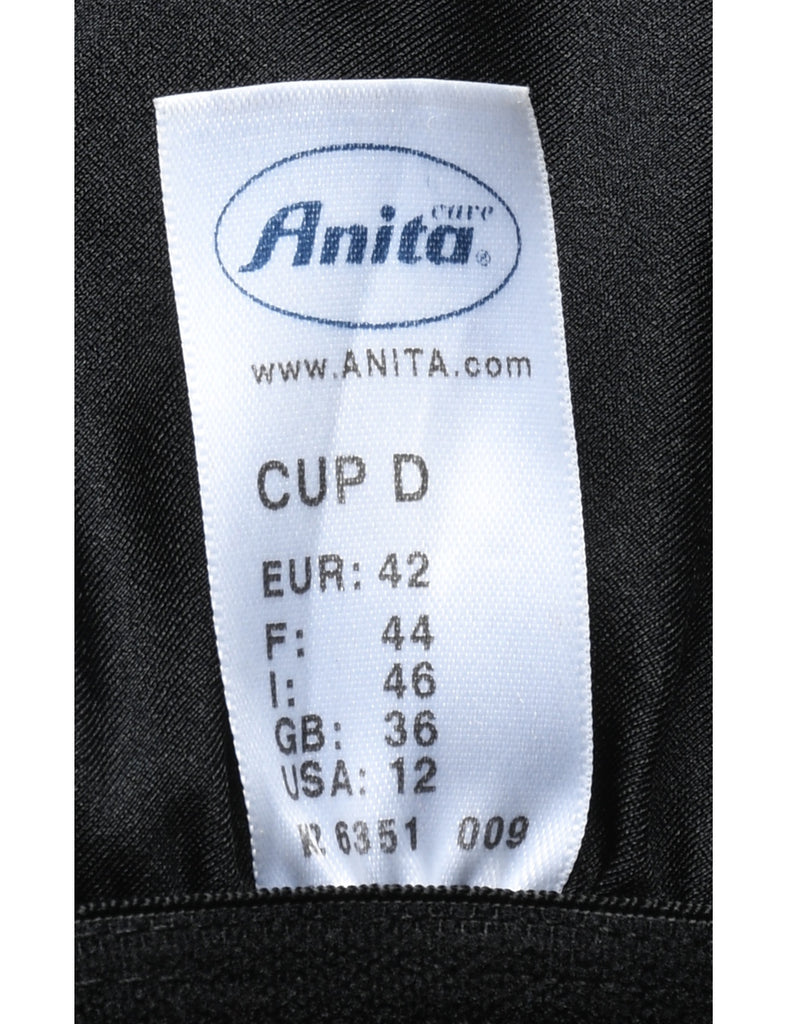 care
Anita®
www.ANITA.com
CUP D
EUR: 42
F: 44
I: 46
GB: 36
USA: 12
6351 009